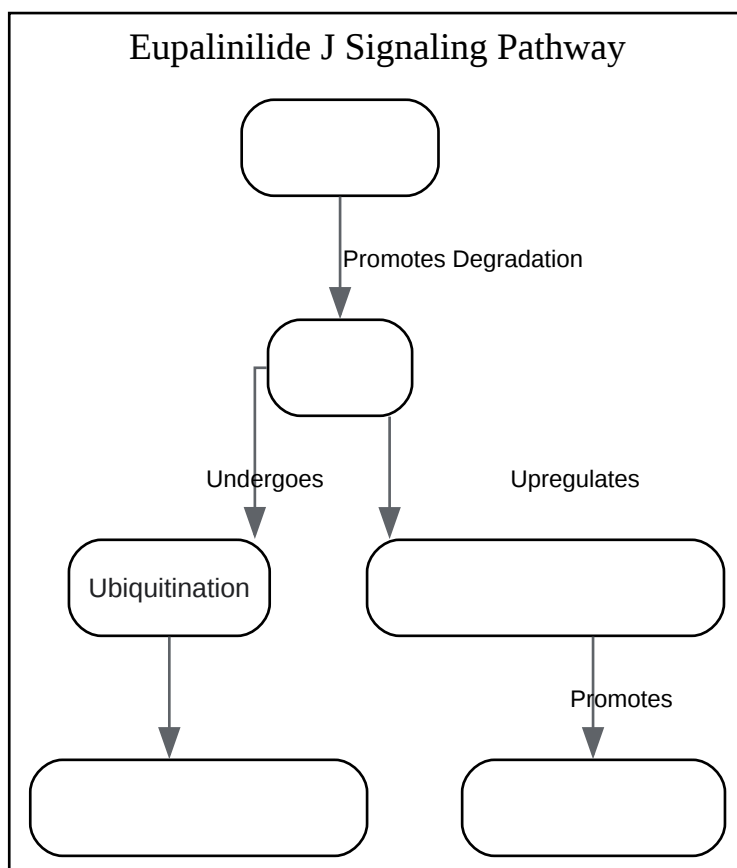 Eupalinilide J Signaling Pathway
Promotes Degradation
Undergoes
Upregulates
Ubiquitination
Promotes